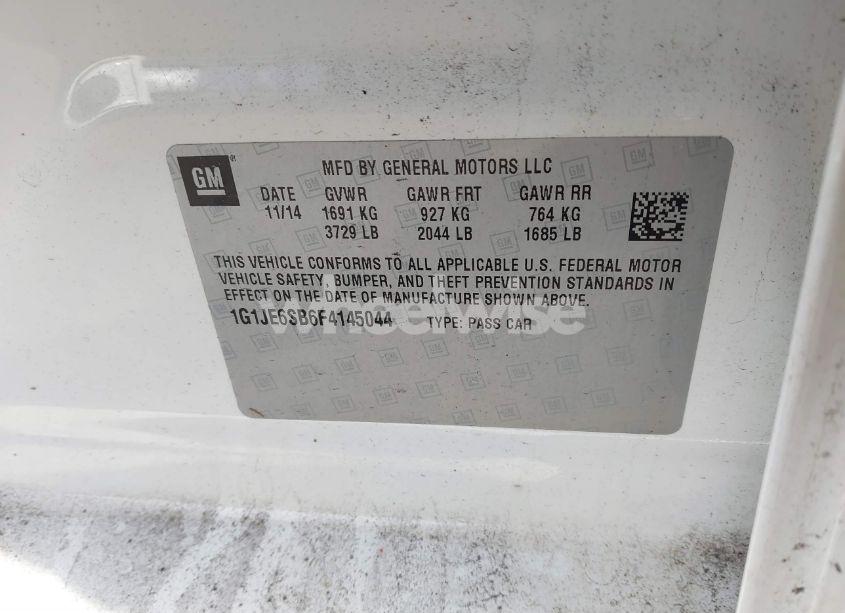 GM
MFD BY GENERAL MOTORS LLC
DATE GVWR GAWR FRT GAWR RR
11/14 1691 KG 927 KG 764 KG
3729 LB 2044 LB 1685 LB
THIS VEHICLE CONFORMS TO ALL APPLICABLE U.S. FEDERAL MOTOR
VEHICLE SAFETY, BUMPER, AND THEFT PREVENTION STANDARDS IN
EFFECT ON THE DATE OF MANUFACTURE SHOWN ABOVE.
1G1JE6SB6F4145044 TYPE: PASS CAR
Wheelwise